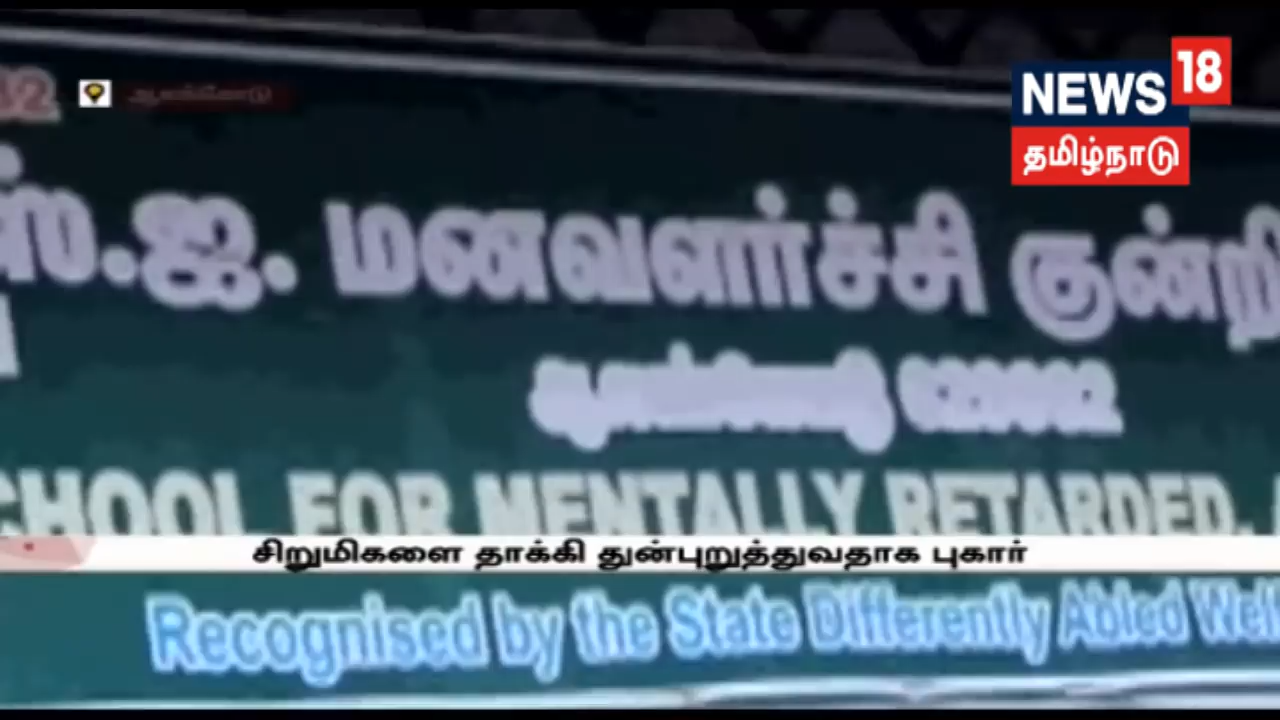 NEWS 18
தமிழ்நாடு
மனவளர்ச்சி
CHOOL FOR MENTALLY RETARDED,
சிறுமிகளை தாக்கி துன்புறுத்துவதாக புகார்
Recognised by the State Differently Abled Wel